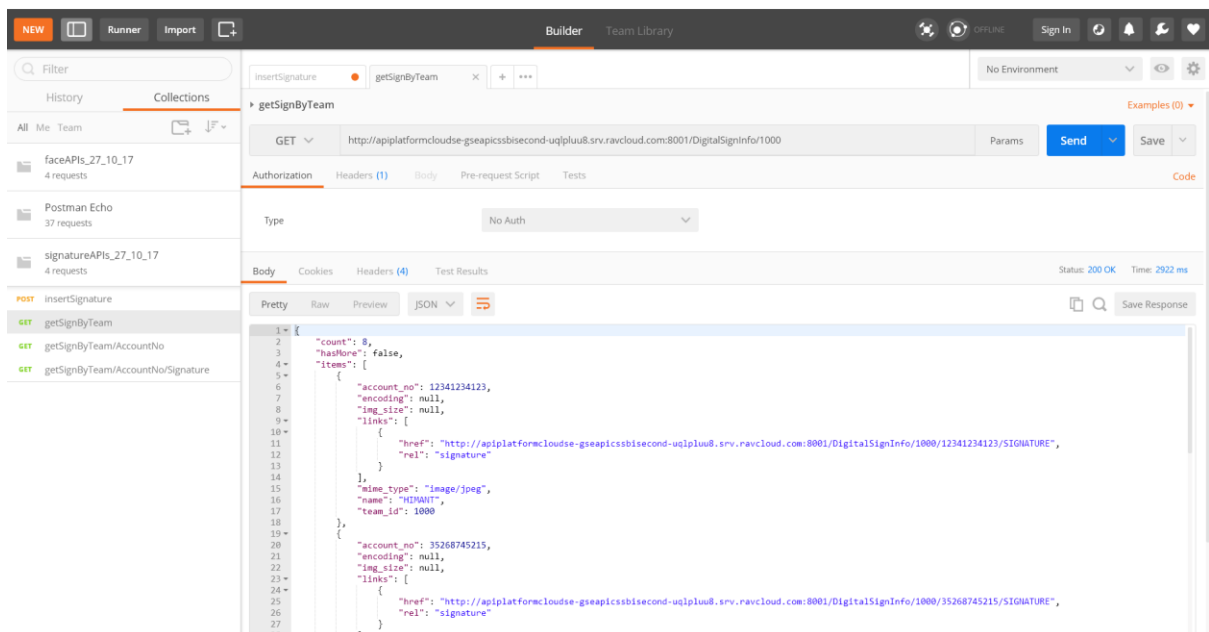 NEW Runner Import Builder Team Library OFFLINE Sign In
Filter
History Collections
All Me Team
faceAPIs_27_10_17
4 requests
Postman Echo
37 requests
signatureAPIs_27_10_17
4 requests
POST insertSignature
GET getSignByTeam
GET getSignByTeam/AccountNo
GET getSignByTeam/AccountNo/Signature
insertSignature getSignByTeam × + ••• No Environment
getSignByTeam Examples (0)
GET http://apiplatformcloudse-gseapicssbisecond-uqlpluu8.srv.ravcloud.com:8001/DigitalSignInfo/1000 Params Send Save
Authorization Headers (1) Body Pre-request Script Tests Code
Type No Auth
Body Cookies Headers (4) Test Results Status: 200 OK Time: 2922 ms
Pretty Raw Preview JSON Save Response
1 {
2 "count": 8,
3 "hasMore": false,
4 "items": [
5 {
6 "account_no": 12341234123,
7 "encoding": null,
8 "img_size": null,
9 "links": [
10 {
11 "href": "http://apiplatformcloudse-gseapicssbisecond-uqlpluu8.srv.ravcloud.com:8001/DigitalSignInfo/1000/12341234123/SIGNATURE",
12 "rel": "signature"
13 }
14 ],
15 "mime_type": "image/jpeg",
16 "name": "HIMANT",
17 "team_id": 1000
18 },
19 {
20 "account_no": 35268745215,
21 "encoding": null,
22 "img_size": null,
23 "links": [
24 {
25 "href": "http://apiplatformcloudse-gseapicssbisecond-uqlpluu8.srv.ravcloud.com:8001/DigitalSignInfo/1000/35268745215/SIGNATURE",
26 "rel": "signature"
27 }